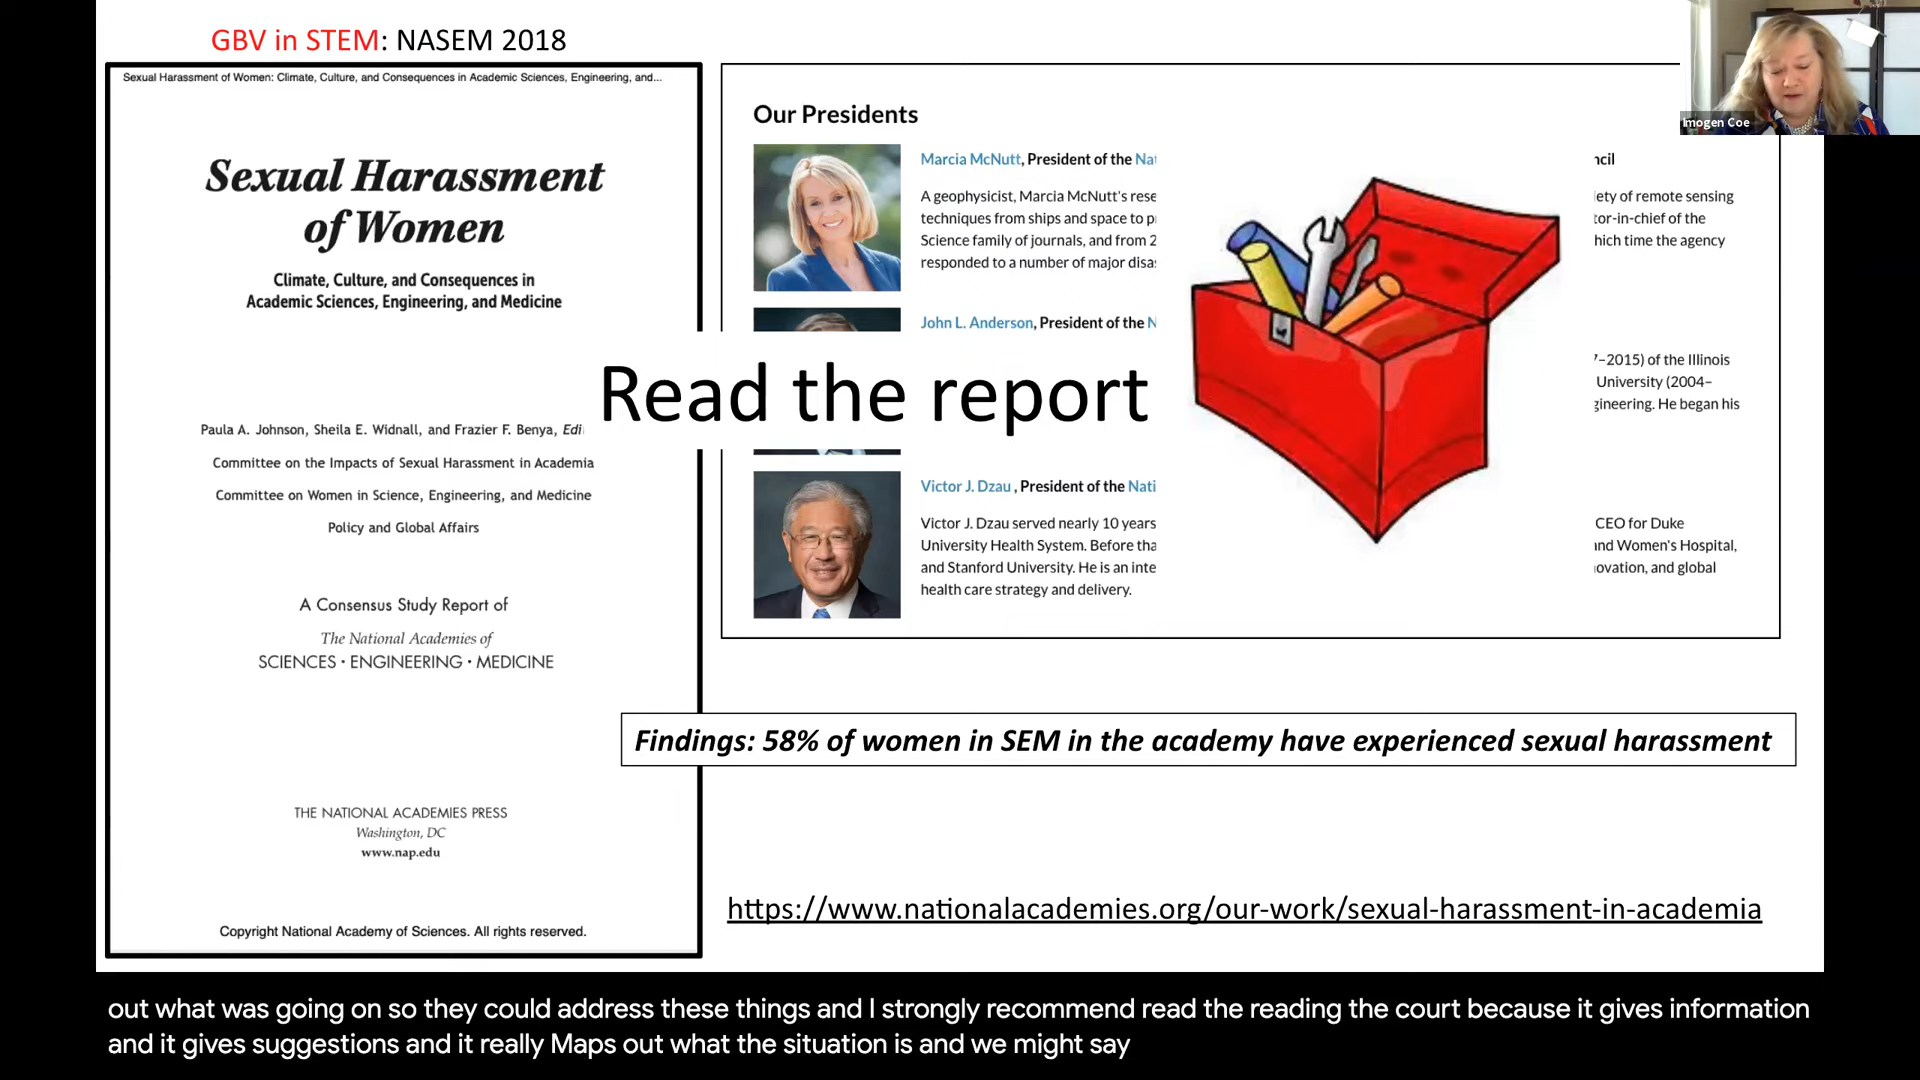 GBV in STEM: NASEM 2018
Sexual Harassment of Women: Climate, Culture, and Consequences in Academic Sciences, Engineering, and...
Sexual Harassment
of Women
Climate, Culture, and Consequences in
Academic Sciences, Engineering, and Medicine
Paula A. Johnson, Sheila E. Widnall, and Frazier F. Benya, Edi
Committee on the Impacts of Sexual Harassment in Academia
Committee on Women in Science, Engineering, and Medicine
Policy and Global Affairs
A Consensus Study Report of
The National Academies of
SCIENCES · ENGINEERING · MEDICINE
THE NATIONAL ACADEMIES PRESS
Washington, DC
www.nap.edu
Copyright National Academy of Sciences. All rights reserved.
Our Presidents
Marcia McNutt, President of the Nat
ncil
A geophysicist, Marcia McNutt's rese
iety of remote sensing
techniques from ships and space to p
tor-in-chief of the
Science family of journals, and from 2
hich time the agency
responded to a number of major disa
John L. Anderson, President of the N
7–2015) of the Illinois
University (2004–
gineering. He began his
Read the report
Victor J. Dzau , President of the Nati
Victor J. Dzau served nearly 10 years
CEO for Duke
University Health System. Before tha
and Women's Hospital,
and Stanford University. He is an inte
ovation, and global
health care strategy and delivery.
Findings: 58% of women in SEM in the academy have experienced sexual harassment
https://www.nationalacademies.org/our-work/sexual-harassment-in-academia
Imogen Coe
out what was going on so they could address these things and I strongly recommend read the reading the court because it gives information
and it gives suggestions and it really Maps out what the situation is and we might say